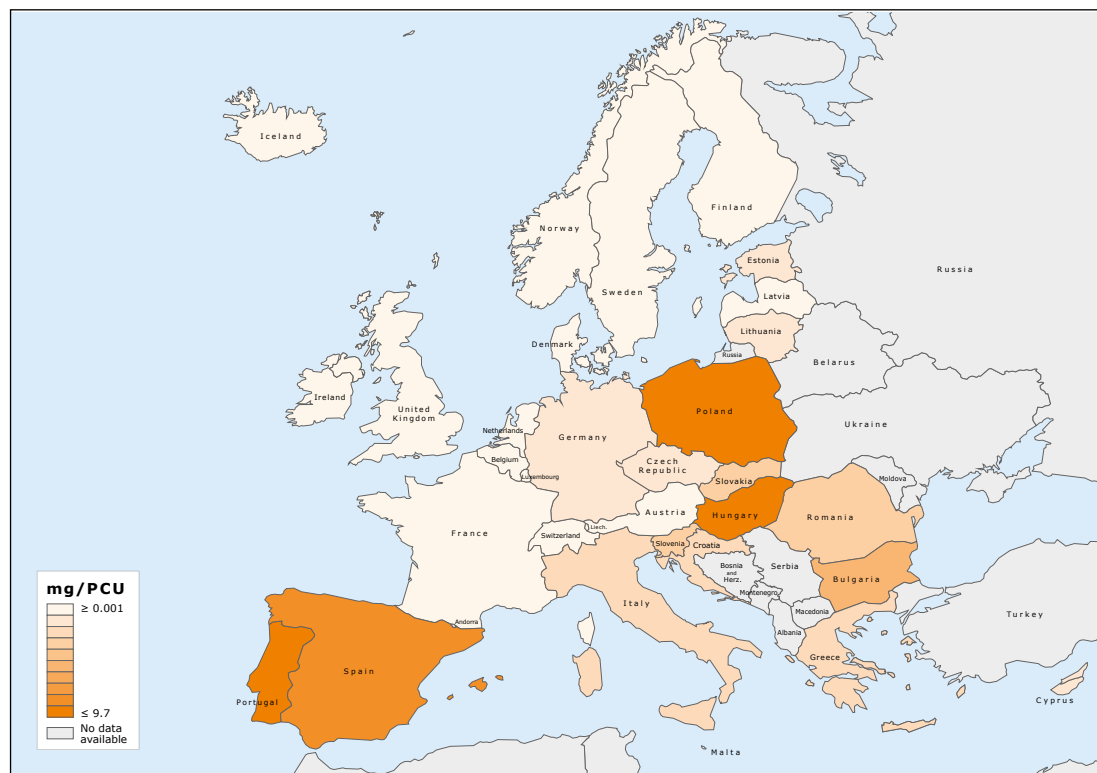 Iceland
Norway
Finland
Sweden
Estonia
Russia
Latvia
Lithuania
Denmark
Russia
Belarus
Ireland
United
Kingdom
Poland
Ukraine
Netherlands
Germany
Belgium
Czech
Republic
Luxembourg
Slovakia
Moldova
Austria
Hungary
Romania
France
Liech.
Switzerland
Slovenia
Croatia
Bosnia
and
Herz.
Serbia
Bulgaria
Montenegro
Italy
Macedonia
Turkey
Andorra
Albania
Greece
Spain
Portugal
Cyprus
Malta
mg/PCU
≥ 0.001
≤ 9.7
No data
available